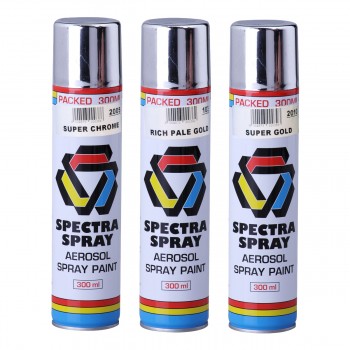 PACKED 300Ml
SUPER CHROME
SPECTRA
SPRAY
AEROSOL
SPRAY PAINT
300 ml
PACKED 300Ml
RICH PALE GOLD
SPECTRA
SPRAY
AEROSOL
SPRAY PAINT
300 ml
PACKED 300Ml
SUPER GOLD
SPECTRA
SPRAY
AEROSOL
SPRAY PAINT
300 ml